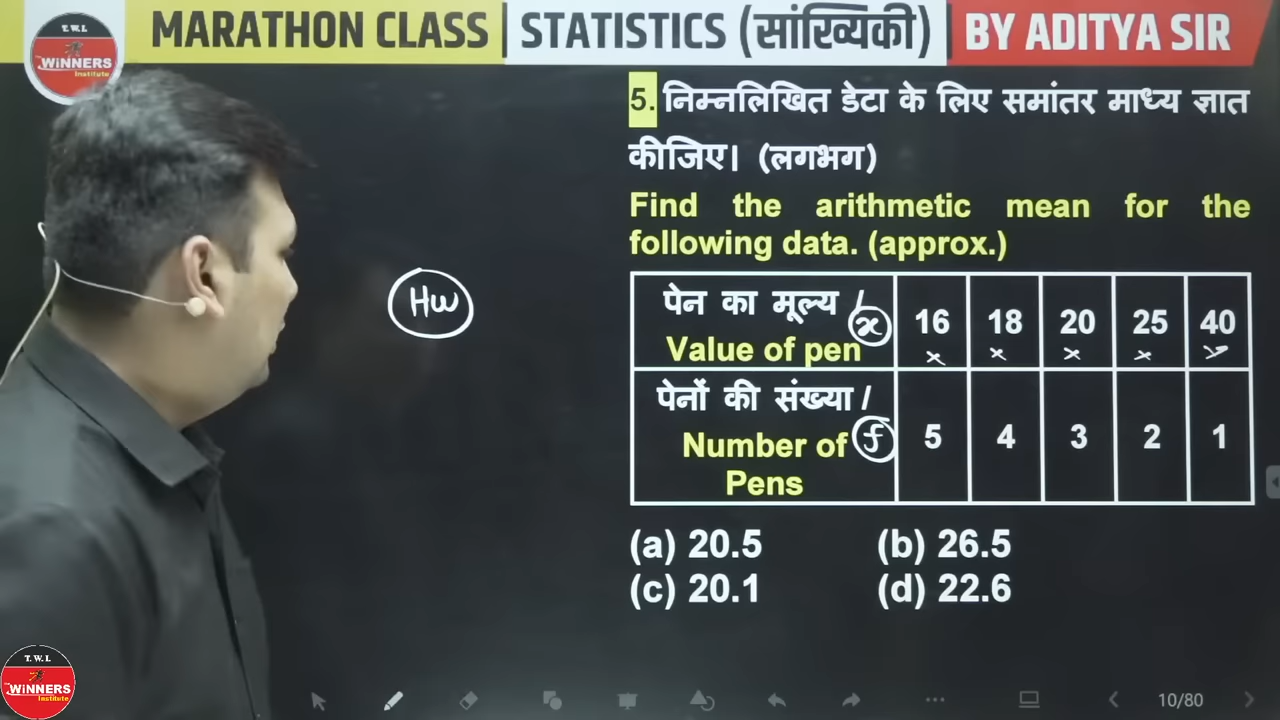 MARATHON CLASS | STATISTICS (सांख्यिकी) BY ADITYA SIR
T.W.I.
WiNNERS
Institute
5. निम्नलिखित डेटा के लिए समांतर माध्य ज्ञात
कीजिए। (लगभग)
Find the arithmetic mean for the
following data. (approx.)
पेन का मूल्य / x 16 18 20 25 40
Value of pen
x x x x x
पेनों की संख्या /
Number of f 5 4 3 2 1
Pens
(a) 20.5 (b) 26.5
(c) 20.1 (d) 22.6
HW
T.W.I.
WiNNERS
Institute
10/80